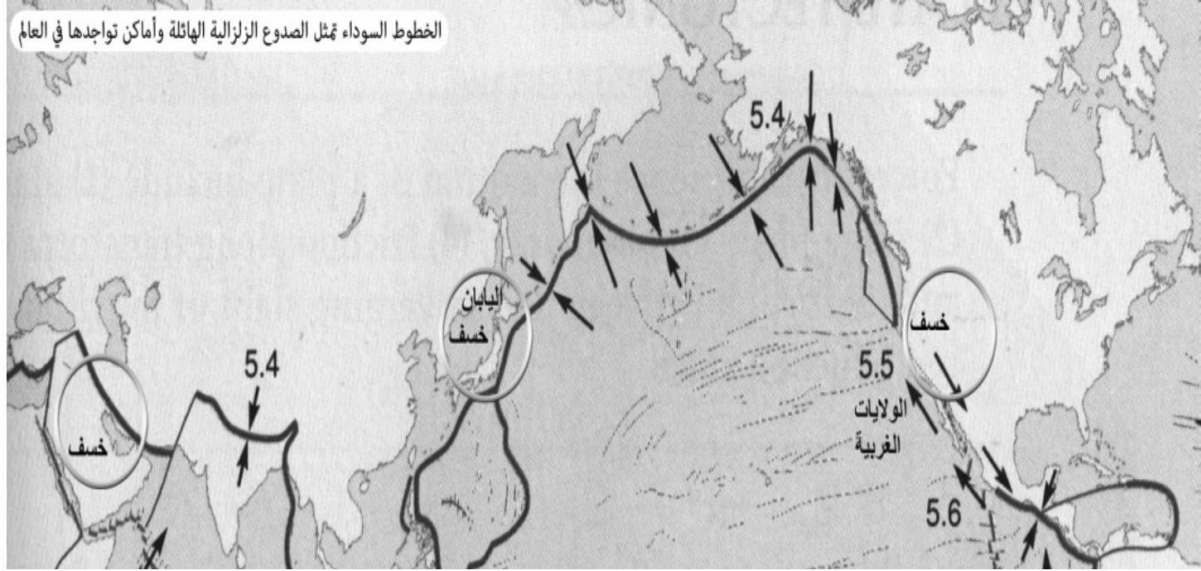 الخطوط السوداء تمثل الصدوع الزلزالية الهائلة وأماكن تواجدها في العالم
5.4
اليابان
خسف
خسف
5.4
5.5
الولايات
الغربية
خسف
5.6